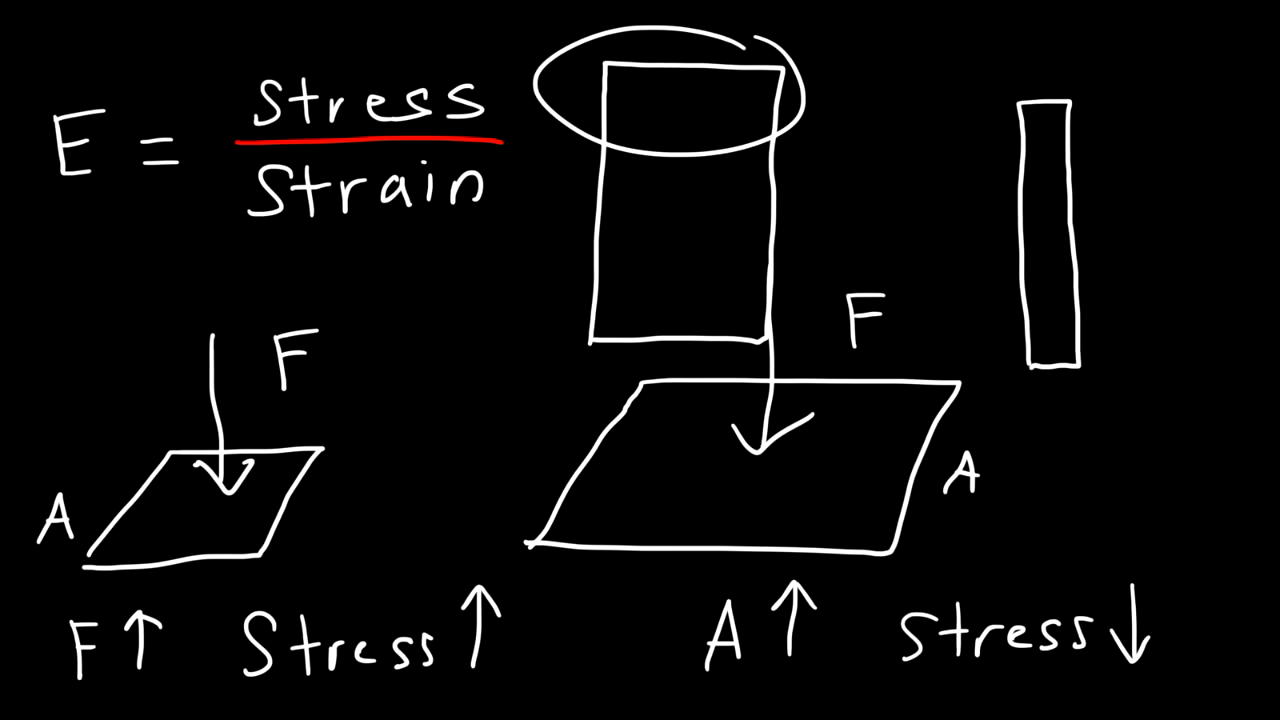 E = Stress
Strain
F
A
F
A
F↑ Stress↑
A↑ Stress↓